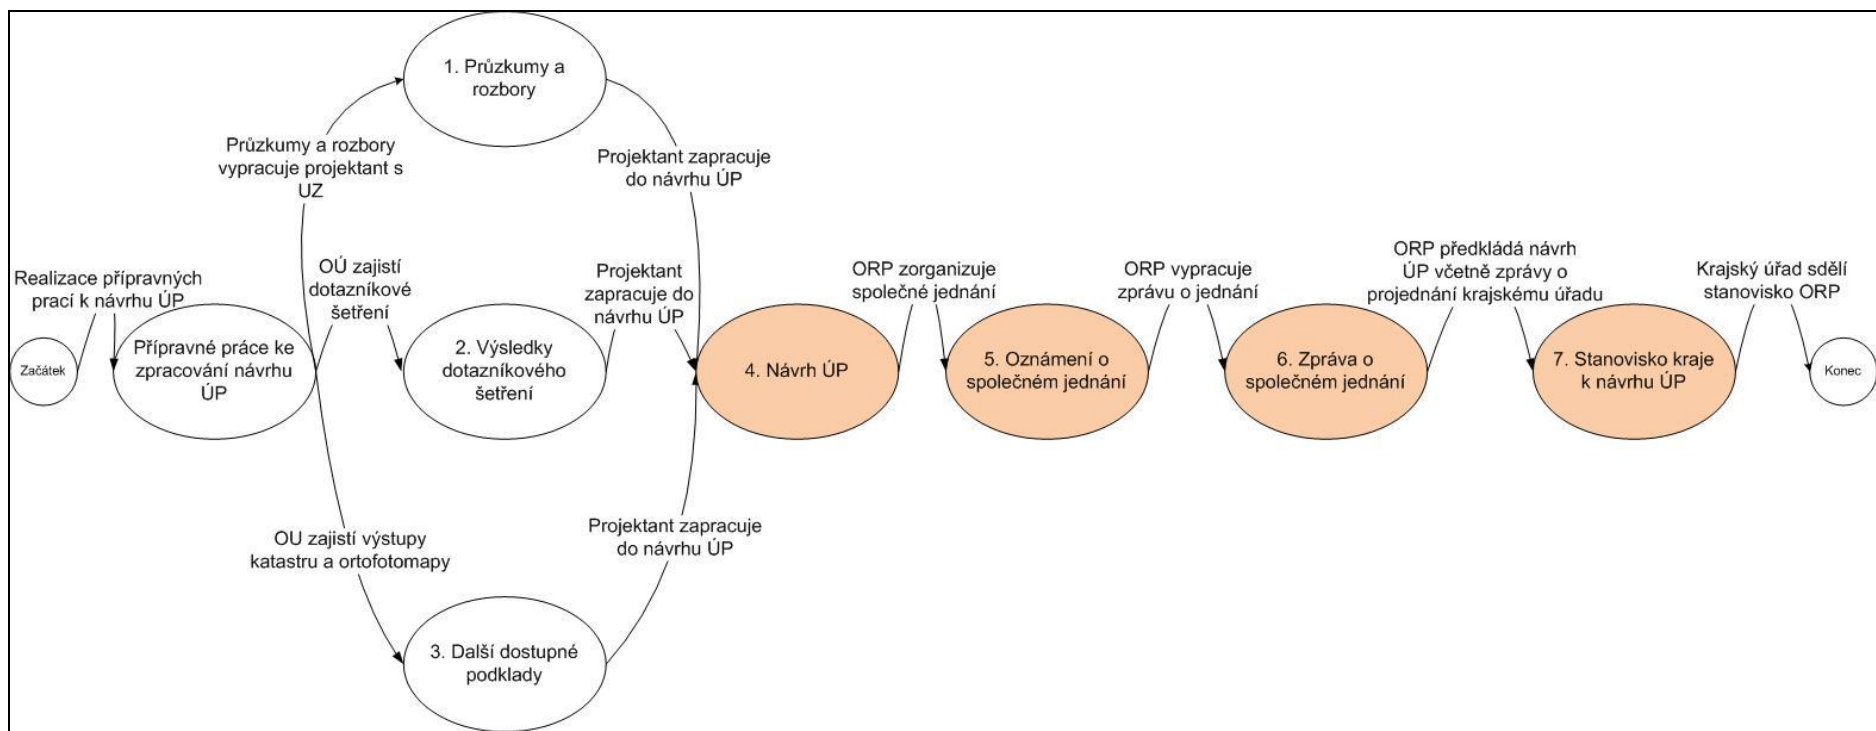 Začátek
Realizace přípravných
prací k návrhu ÚP
Přípravné práce ke
zpracování návrhu
ÚP
Průzkumy a rozbory
vypracuje projektant s
UZ
1. Průzkumy a
rozbory
Projektant zapracuje
do návrhu ÚP
OÚ zajistí
dotazníkové
šetření
2. Výsledky
dotazníkového
šetření
Projektant
zapracuje do
návrhu ÚP
OU zajistí výstupy
katastru a ortofotomapy
3. Další dostupné
podklady
Projektant zapracuje
do návrhu ÚP
4. Návrh ÚP
ORP zorganizuje
společné jednání
5. Oznámení o
společném jednání
ORP vypracuje
zprávu o jednání
6. Zpráva o
společném jednání
ORP předkládá návrh
ÚP včetně zprávy o
projednání krajskému úřadu
7. Stanovisko kraje
k návrhu ÚP
Krajský úřad sdělí
stanovisko ORP
Konec